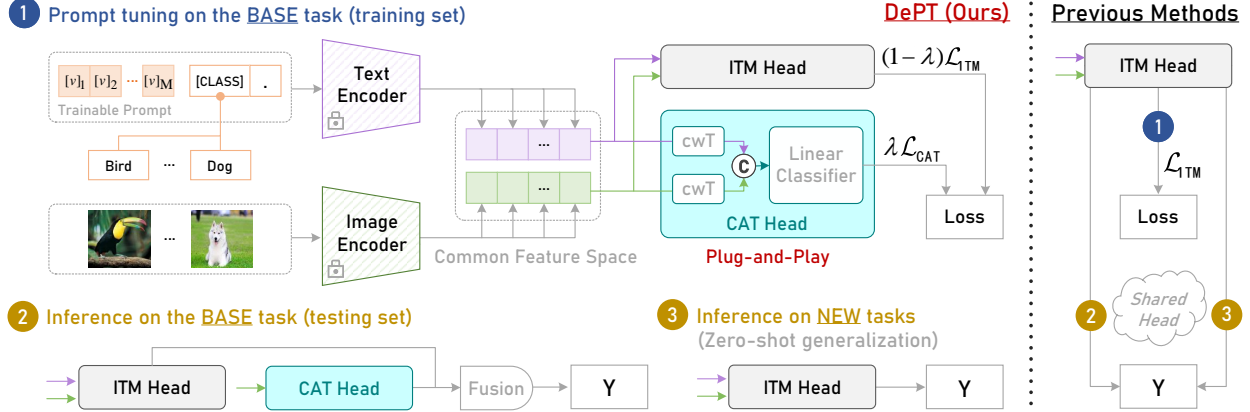 1 Prompt tuning on the BASE task (training set)
DePT (Ours)
Previous Methods
[v]1 [v]2 ... [v]M [CLASS] .
Trainable Prompt
Bird ... Dog
...
Text
Encoder
Image
Encoder
...
...
Common Feature Space
ITM Head
cwT
cwT
C
Linear
Classifier
CAT Head
Plug-and-Play
(1-λ)ℒ1TM
λℒCAT
Loss
ITM Head
1
ℒ1TM
Loss
2
Shared
Head
3
Y
2 Inference on the BASE task (testing set)
ITM Head
CAT Head
Fusion
Y
3 Inference on NEW tasks
(Zero-shot generalization)
ITM Head
Y